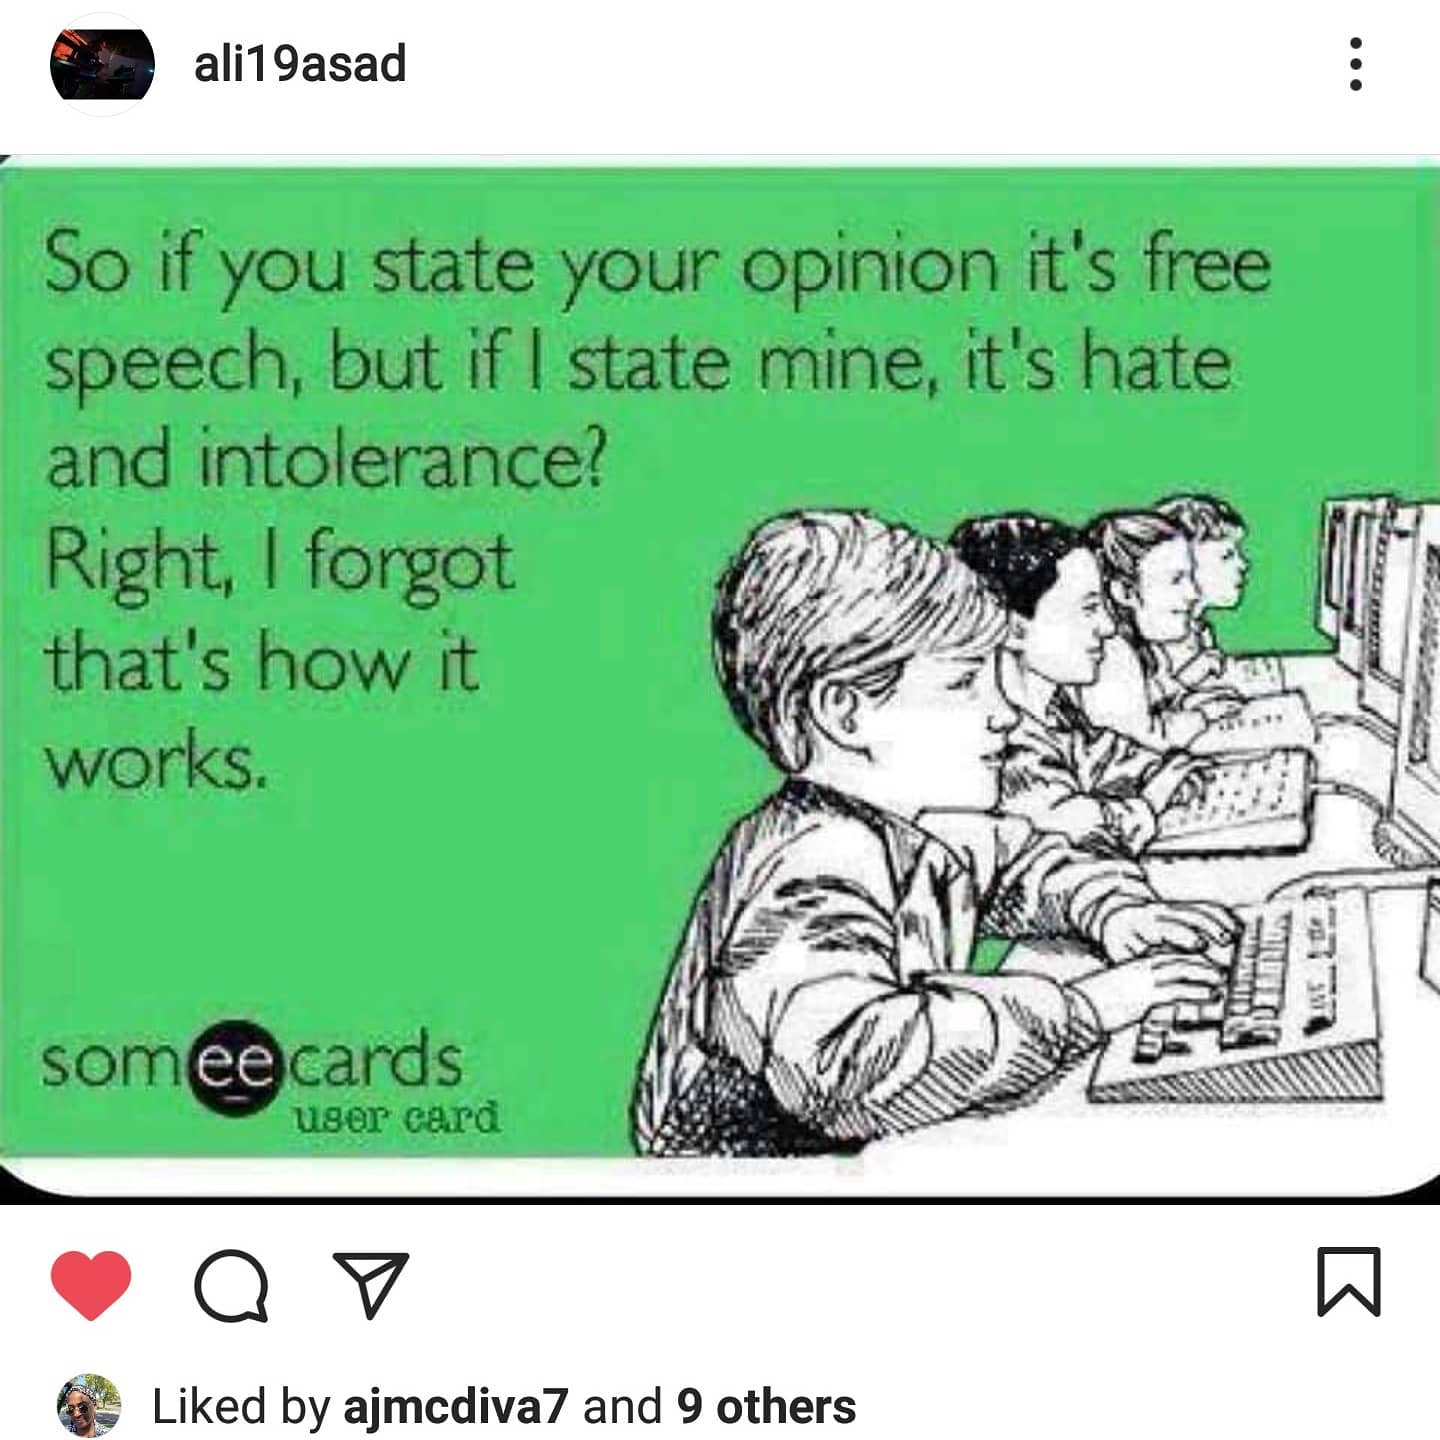 ali19asad
So if you state your opinion it's free
speech, but if I state mine, it's hate
and intolerance?
Right, I forgot
that's how it
works.
someecards
user card
Liked by ajmcdiva7 and 9 others